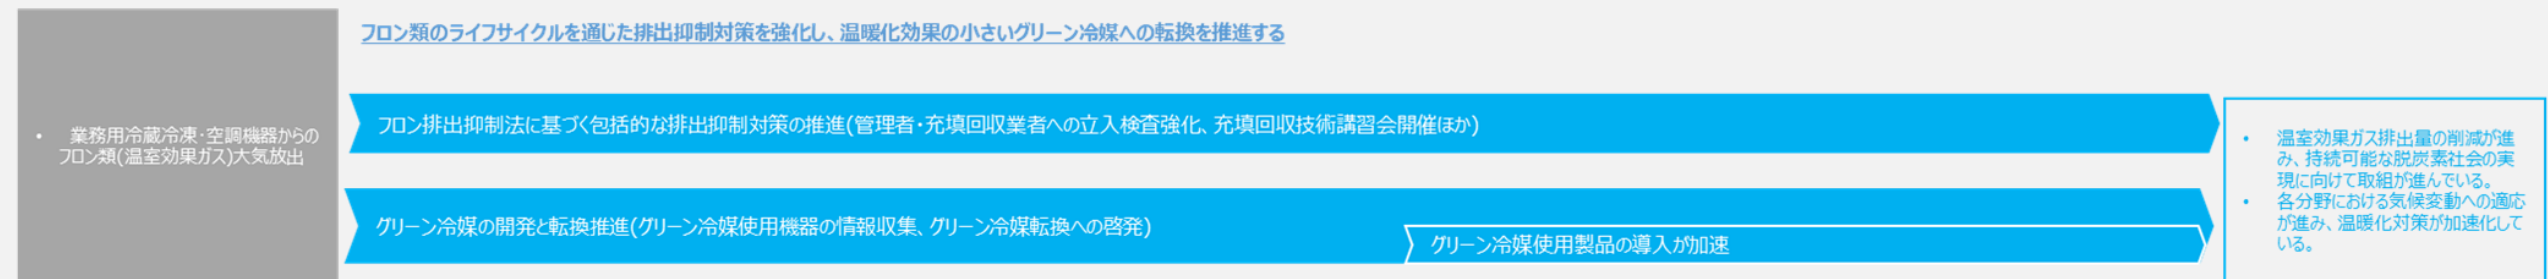 フロン類のライフサイクルを通じた排出抑制対策を強化し、温暖化効果の小さいグリーン冷媒への転換を推進する
• 業務用冷蔵冷凍･空調機器からの
フロン類(温室効果ガス)大気放出
フロン排出抑制法に基づく包括的な排出抑制対策の推進(管理者･充填回収業者への立入検査強化、充填回収技術講習会開催ほか)
グリーン冷媒の開発と転換推進(グリーン冷媒使用機器の情報収集、グリーン冷媒転換への啓発)
グリーン冷媒使用製品の導入が加速
• 温室効果ガス排出量の削減が進
み、持続可能な脱炭素社会の実
現に向けて取組が進んでいる。
• 各分野における気候変動への適応
が進み、温暖化対策が加速化して
いる。